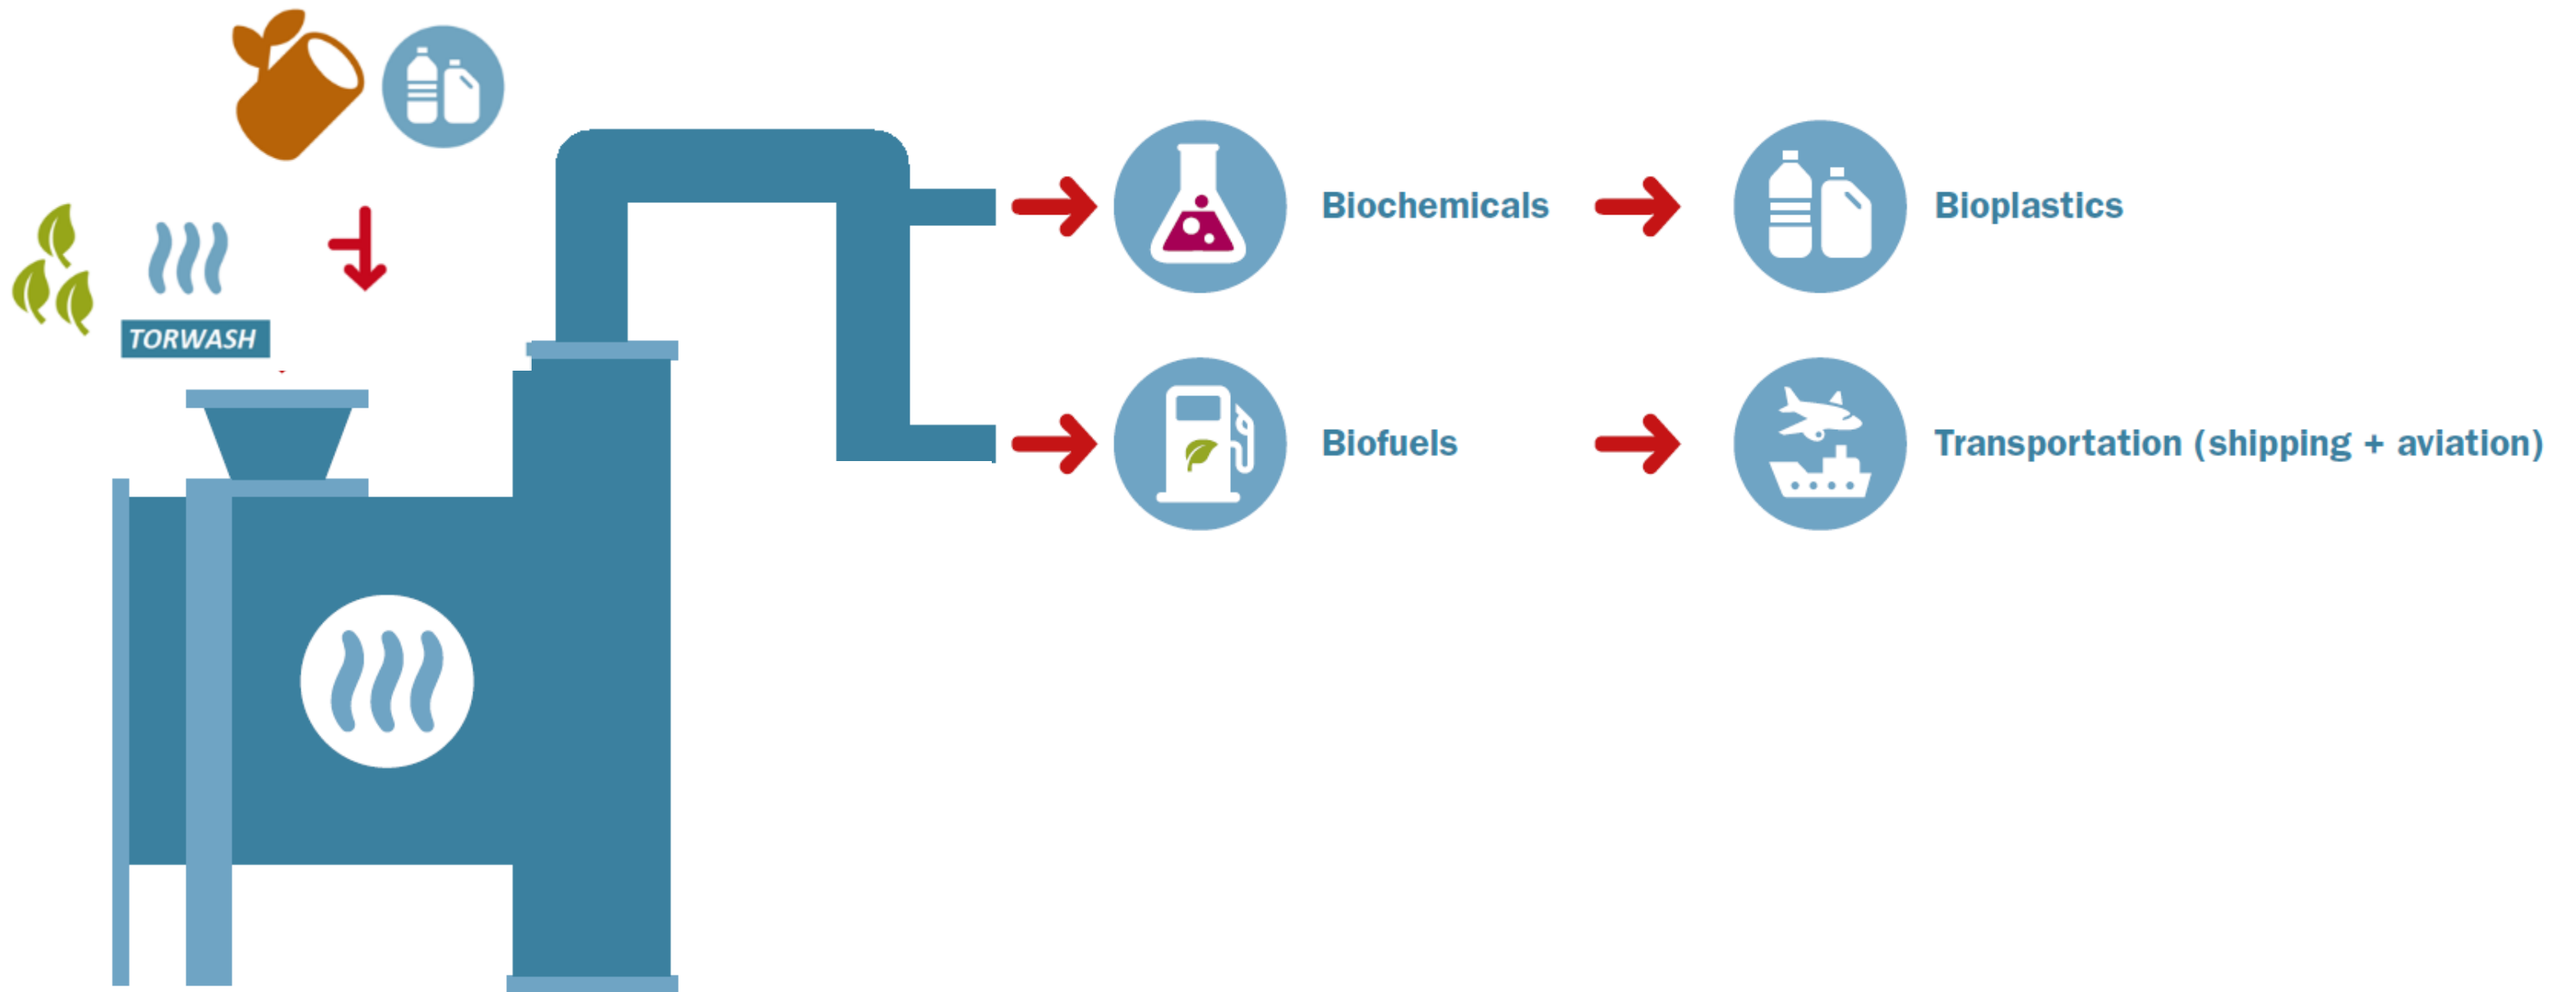 Biochemicals
Bioplastics
TORWASH
Biofuels
Transportation (shipping + aviation)